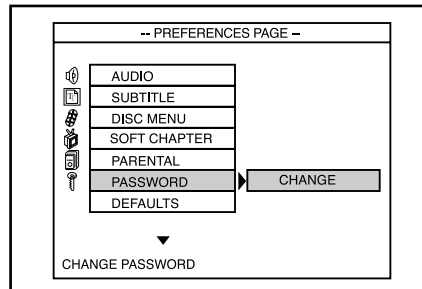 -- PREFERENCES PAGE –
AUDIO
SUBTITLE
DISC MENU
SOFT CHAPTER
PARENTAL
PASSWORD CHANGE
DEFAULTS
CHANGE PASSWORD